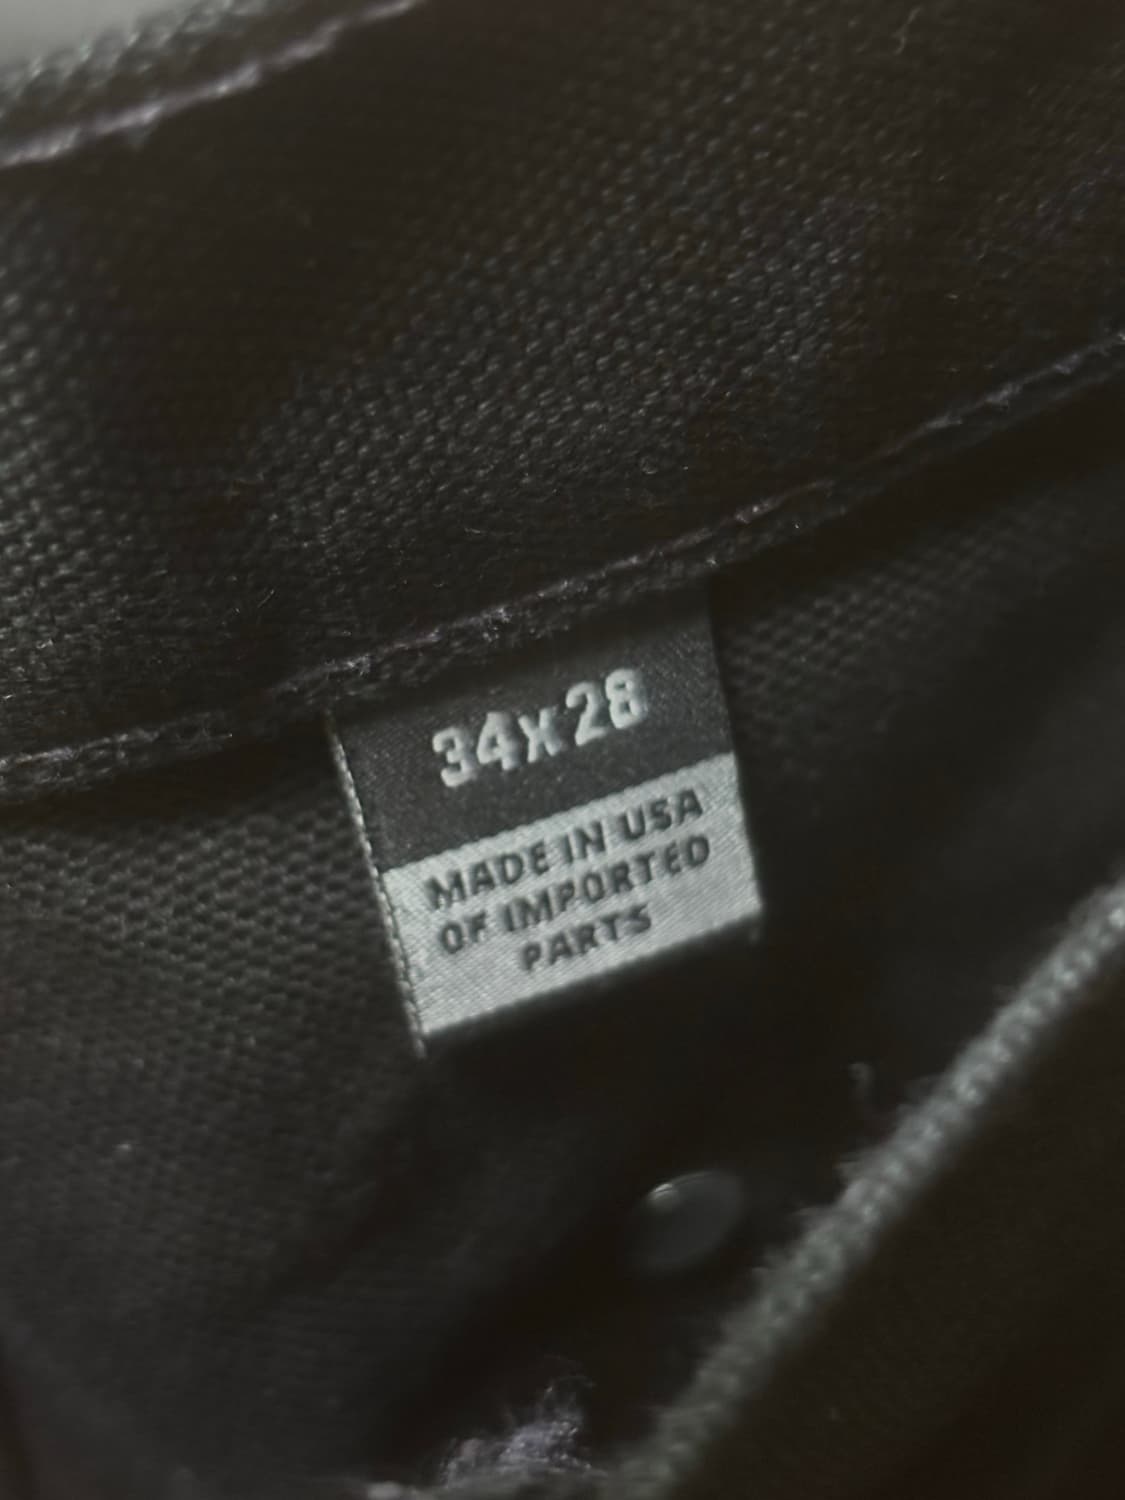 34x28
MADE IN USA
OF IMPORTED
PARTS